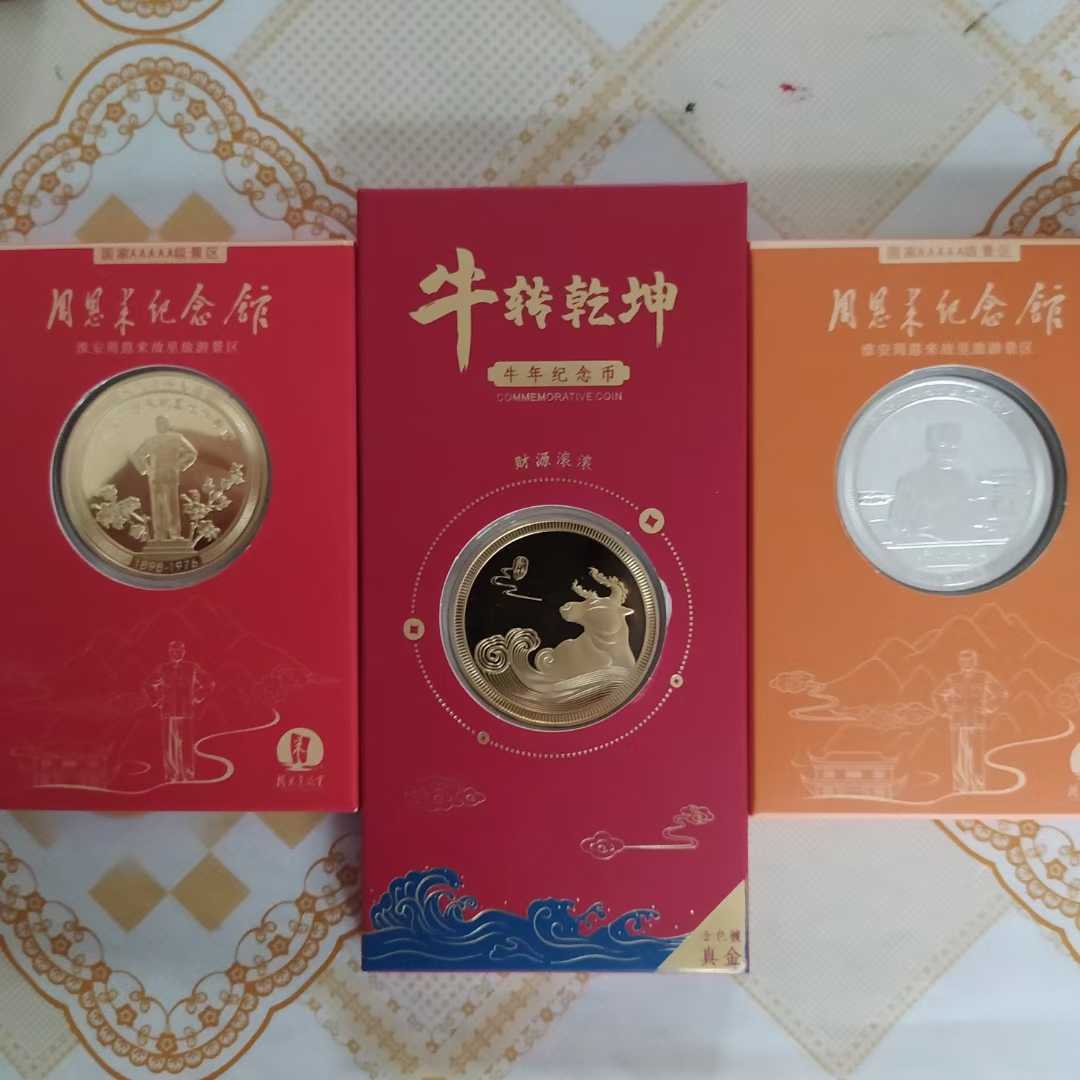 国家AAAAA级景区
周恩来纪念馆
淮安周恩来故里旅游景区
1898-1976
牛转乾坤
牛年纪念币
COMMEMORATIVE COIN
财源滚滚
真金
国家AAAAA级景区
周恩来纪念馆
淮安周恩来故里旅游景区